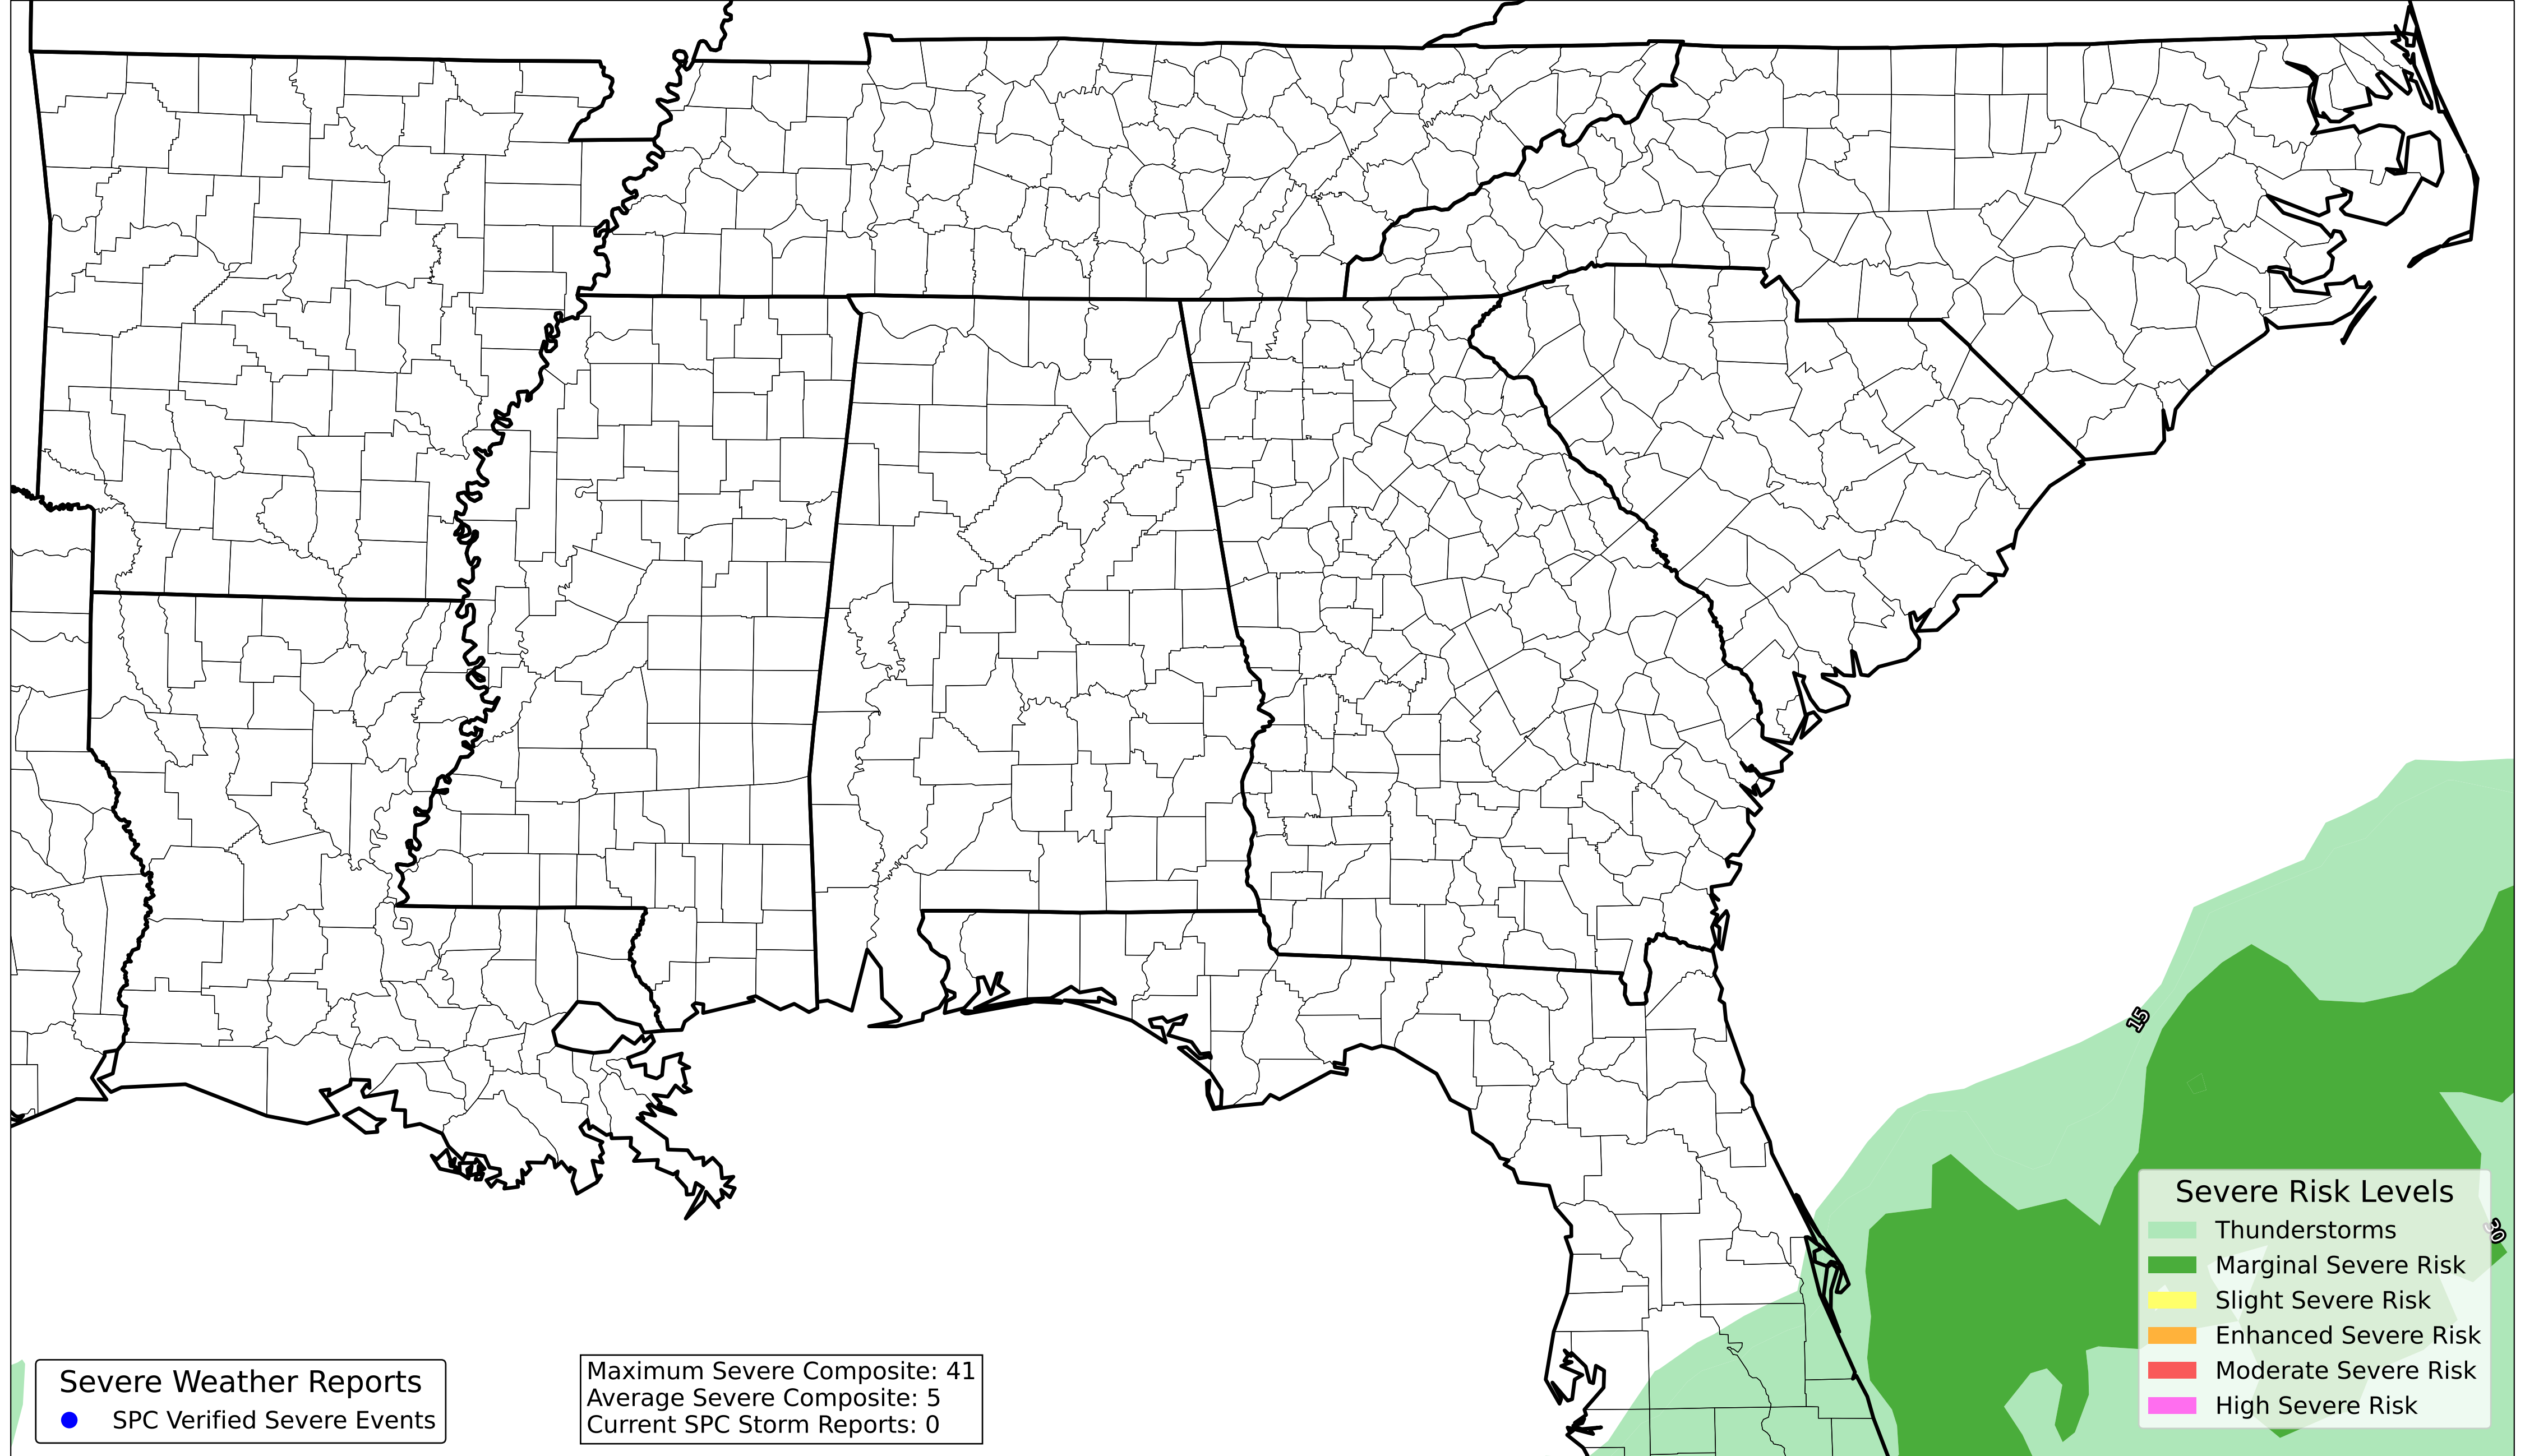 15
30
Severe Risk Levels
Thunderstorms
Marginal Severe Risk
Slight Severe Risk
Enhanced Severe Risk
Moderate Severe Risk
High Severe Risk
Severe Weather Reports
SPC Verified Severe Events
Maximum Severe Composite: 41
Average Severe Composite: 5
Current SPC Storm Reports: 0